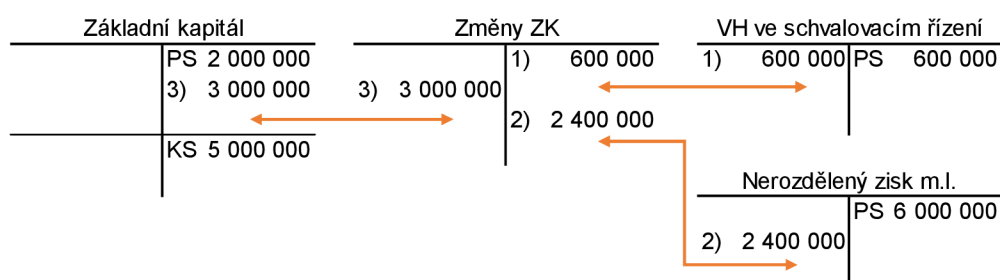 Základní kapitál
PS 2 000 000
3) 3 000 000
KS 5 000 000
Změny ZK
1) 600 000
3) 3 000 000
2) 2 400 000
VH ve schvalovacím řízení
1) 600 000 PS 600 000
Nerozdělený zisk m.l.
PS 6 000 000
2) 2 400 000